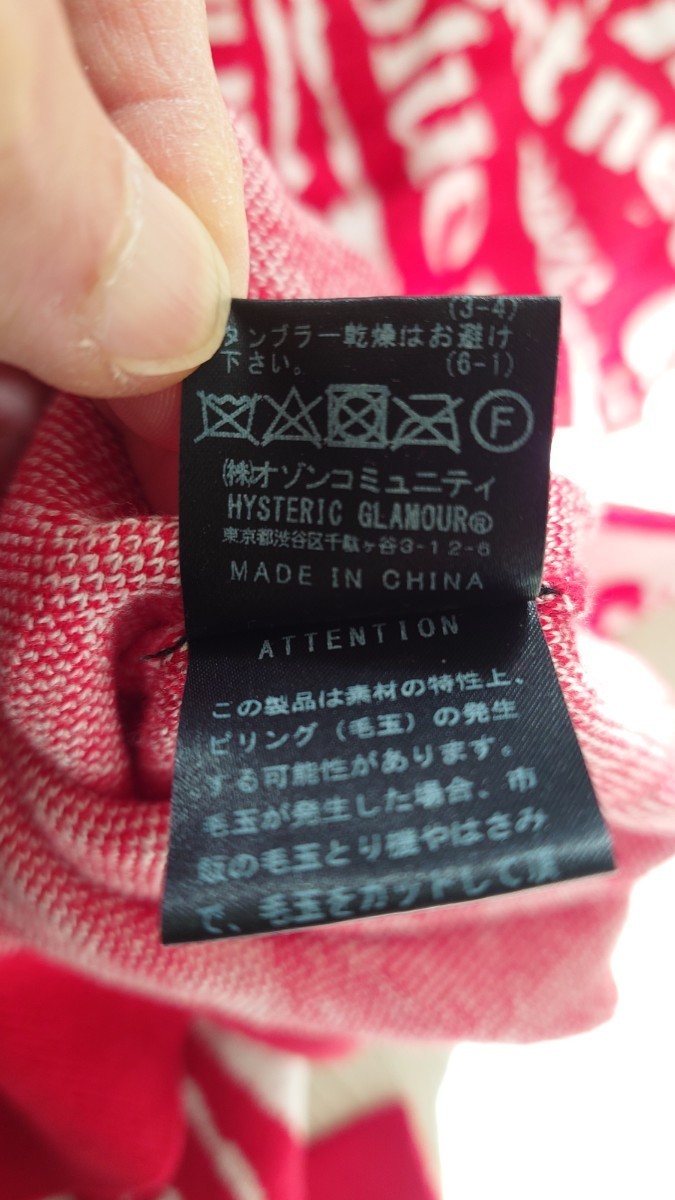 (3-4)
タンブラー乾燥はお避け
下さい。 (6-1)
F
㈱オゾンコミュニティ
HYSTERIC GLAMOUR®
東京都渋谷区千駄ヶ谷3-12-6
MADE IN CHINA
ATTENTION
この製品は素材の特性上、
ピリング(毛玉)の発生
する可能性があります。
毛玉が発生した場合、市
販の毛玉とり機やはさみ
で、毛玉をカットして頂